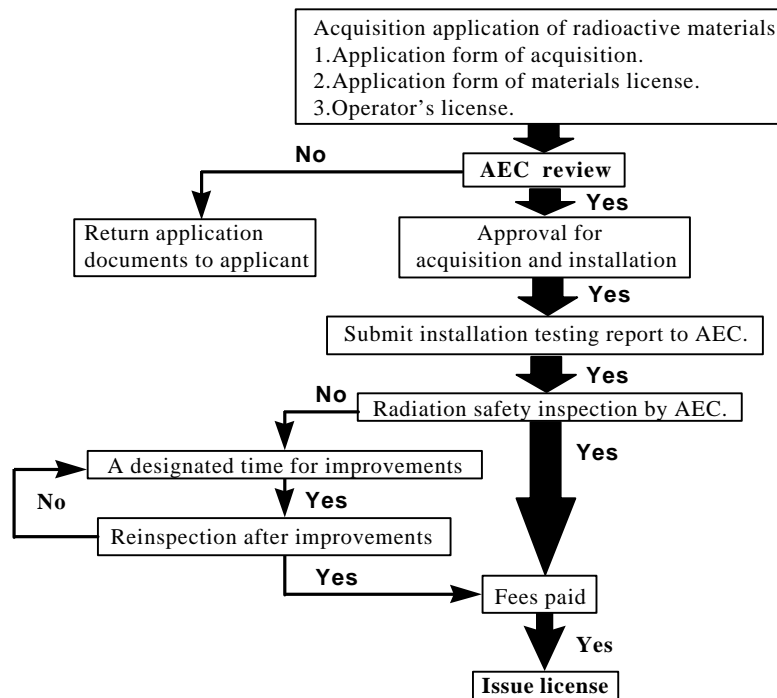 Acquisition application of radioactive materials
1.Application form of acquisition.
2.Application form of materials license.
3.Operator's license.
No
AEC review
Yes
Return application
documents to applicant
Approval for
acquisition and installation
Yes
Submit installation testing report to AEC.
Yes
No
Radiation safety inspection by AEC.
Yes
A designated time for improvements
No
Yes
Reinspection after improvements
Yes
Fees paid
Yes
Issue license